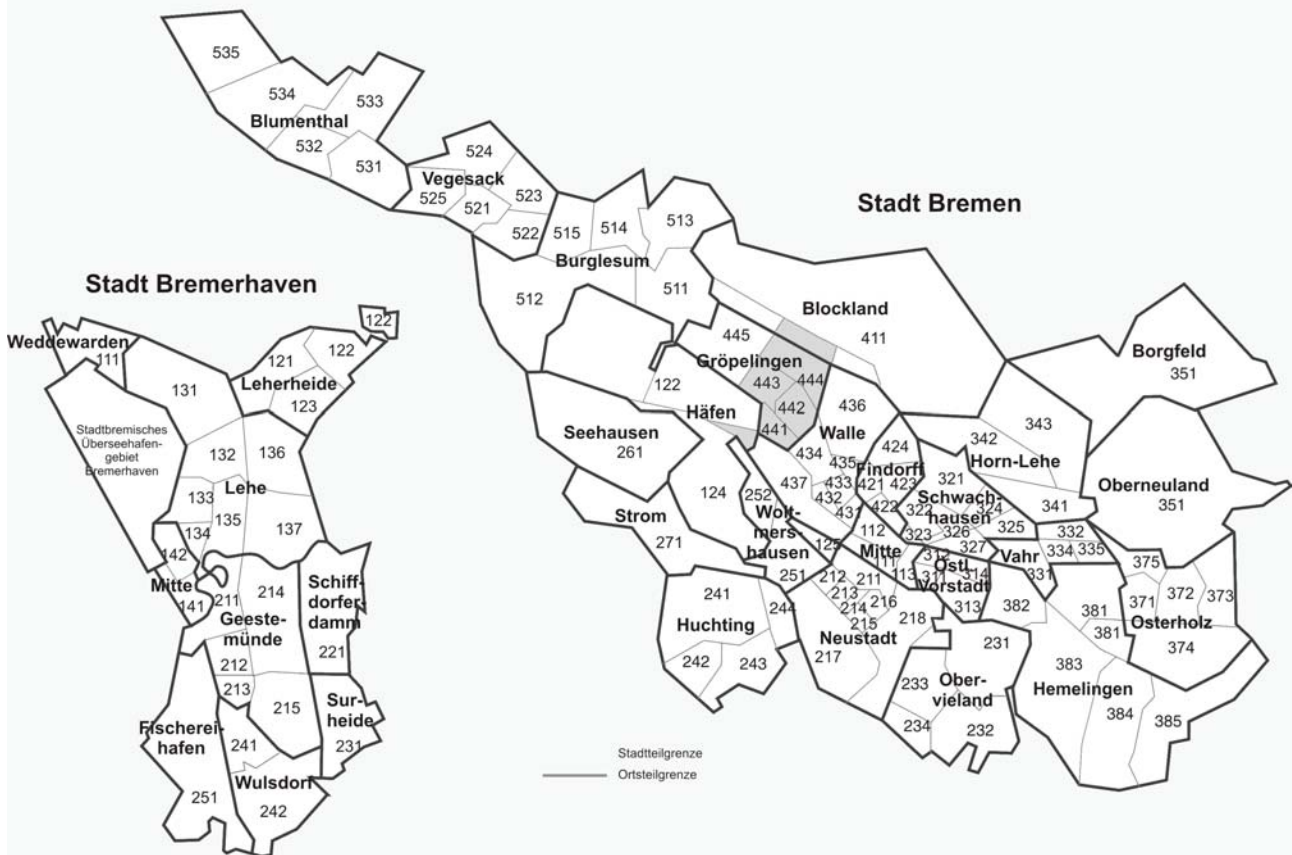 535
534
533
Blumenthal
532
531
524
Vegesack
525
523
521
522
515
514
513
Burglesum
512
511
Stadt Bremen
Stadt Bremerhaven
Weddewarden
111
122
121
122
Leherheide
123
131
Stadtbremisches
Überseehafen-
gebiet
Bremerhaven
132
136
Lehe
133
135
134
137
142
Mitte
141
211
214
Geeste-
münde
Schiff-
dorfer-
damm
221
212
213
215
Sur-
heide
231
Fischerei-
hafen
241
Wulsdorf
242
251
Blockland
411
445
Gröpelingen
443
444
442
441
122
Häfen
Seehausen
261
124
252
Strom
271
Wolt-
mers-
hausen
125
251
436
Walle
434
435
437
433
432
431
424
Findorff
421
423
422
112
Mitte
111
113
342
343
Horn-Lehe
341
321
Schwach-
hausen
322
324
325
323
326
327
Borgfeld
351
Oberneuland
351
332
Vahr
334
335
331
312
Östl.
Vorstadt
311
314
313
375
372
373
371
Osterholz
374
382
381
381
383
Hemelingen
384
385
241
244
Huchting
242
243
212
211
213
214
216
215
218
Neustadt
217
231
233
Ober-
vieland
234
232
Stadtteilgrenze
Ortsteilgrenze